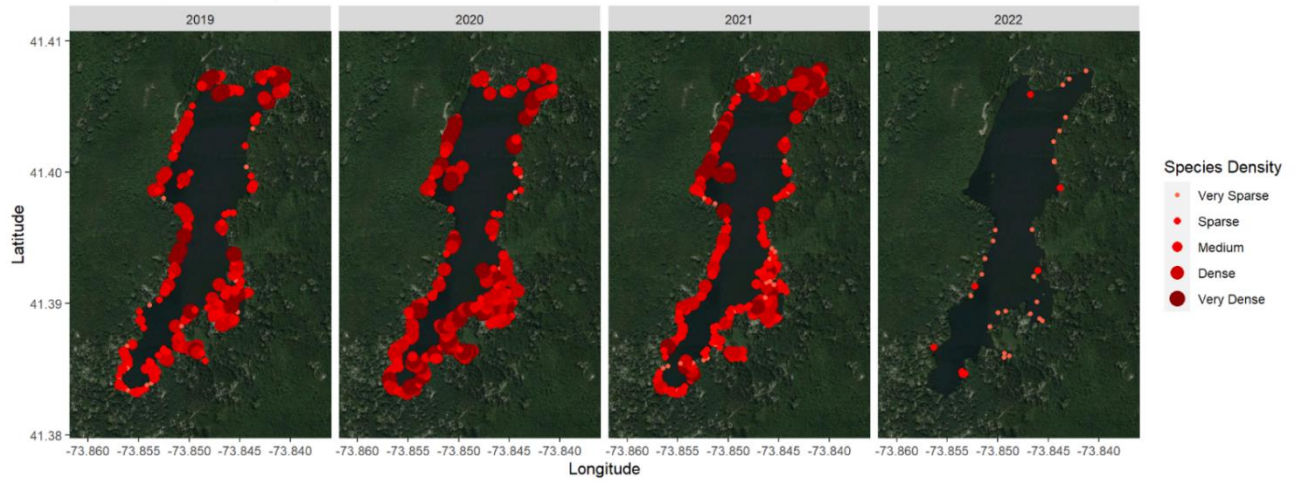 2019 2020 2021 2022
41.41
41.40
41.39
41.38
Latitude
-73.860 -73.855 -73.850 -73.845 -73.840 -73.860 -73.855 -73.850 -73.845 -73.840 -73.860 -73.855 -73.850 -73.845 -73.840 -73.860 -73.855 -73.850 -73.845 -73.840
Longitude
Species Density
Very Sparse
Sparse
Medium
Dense
Very Dense